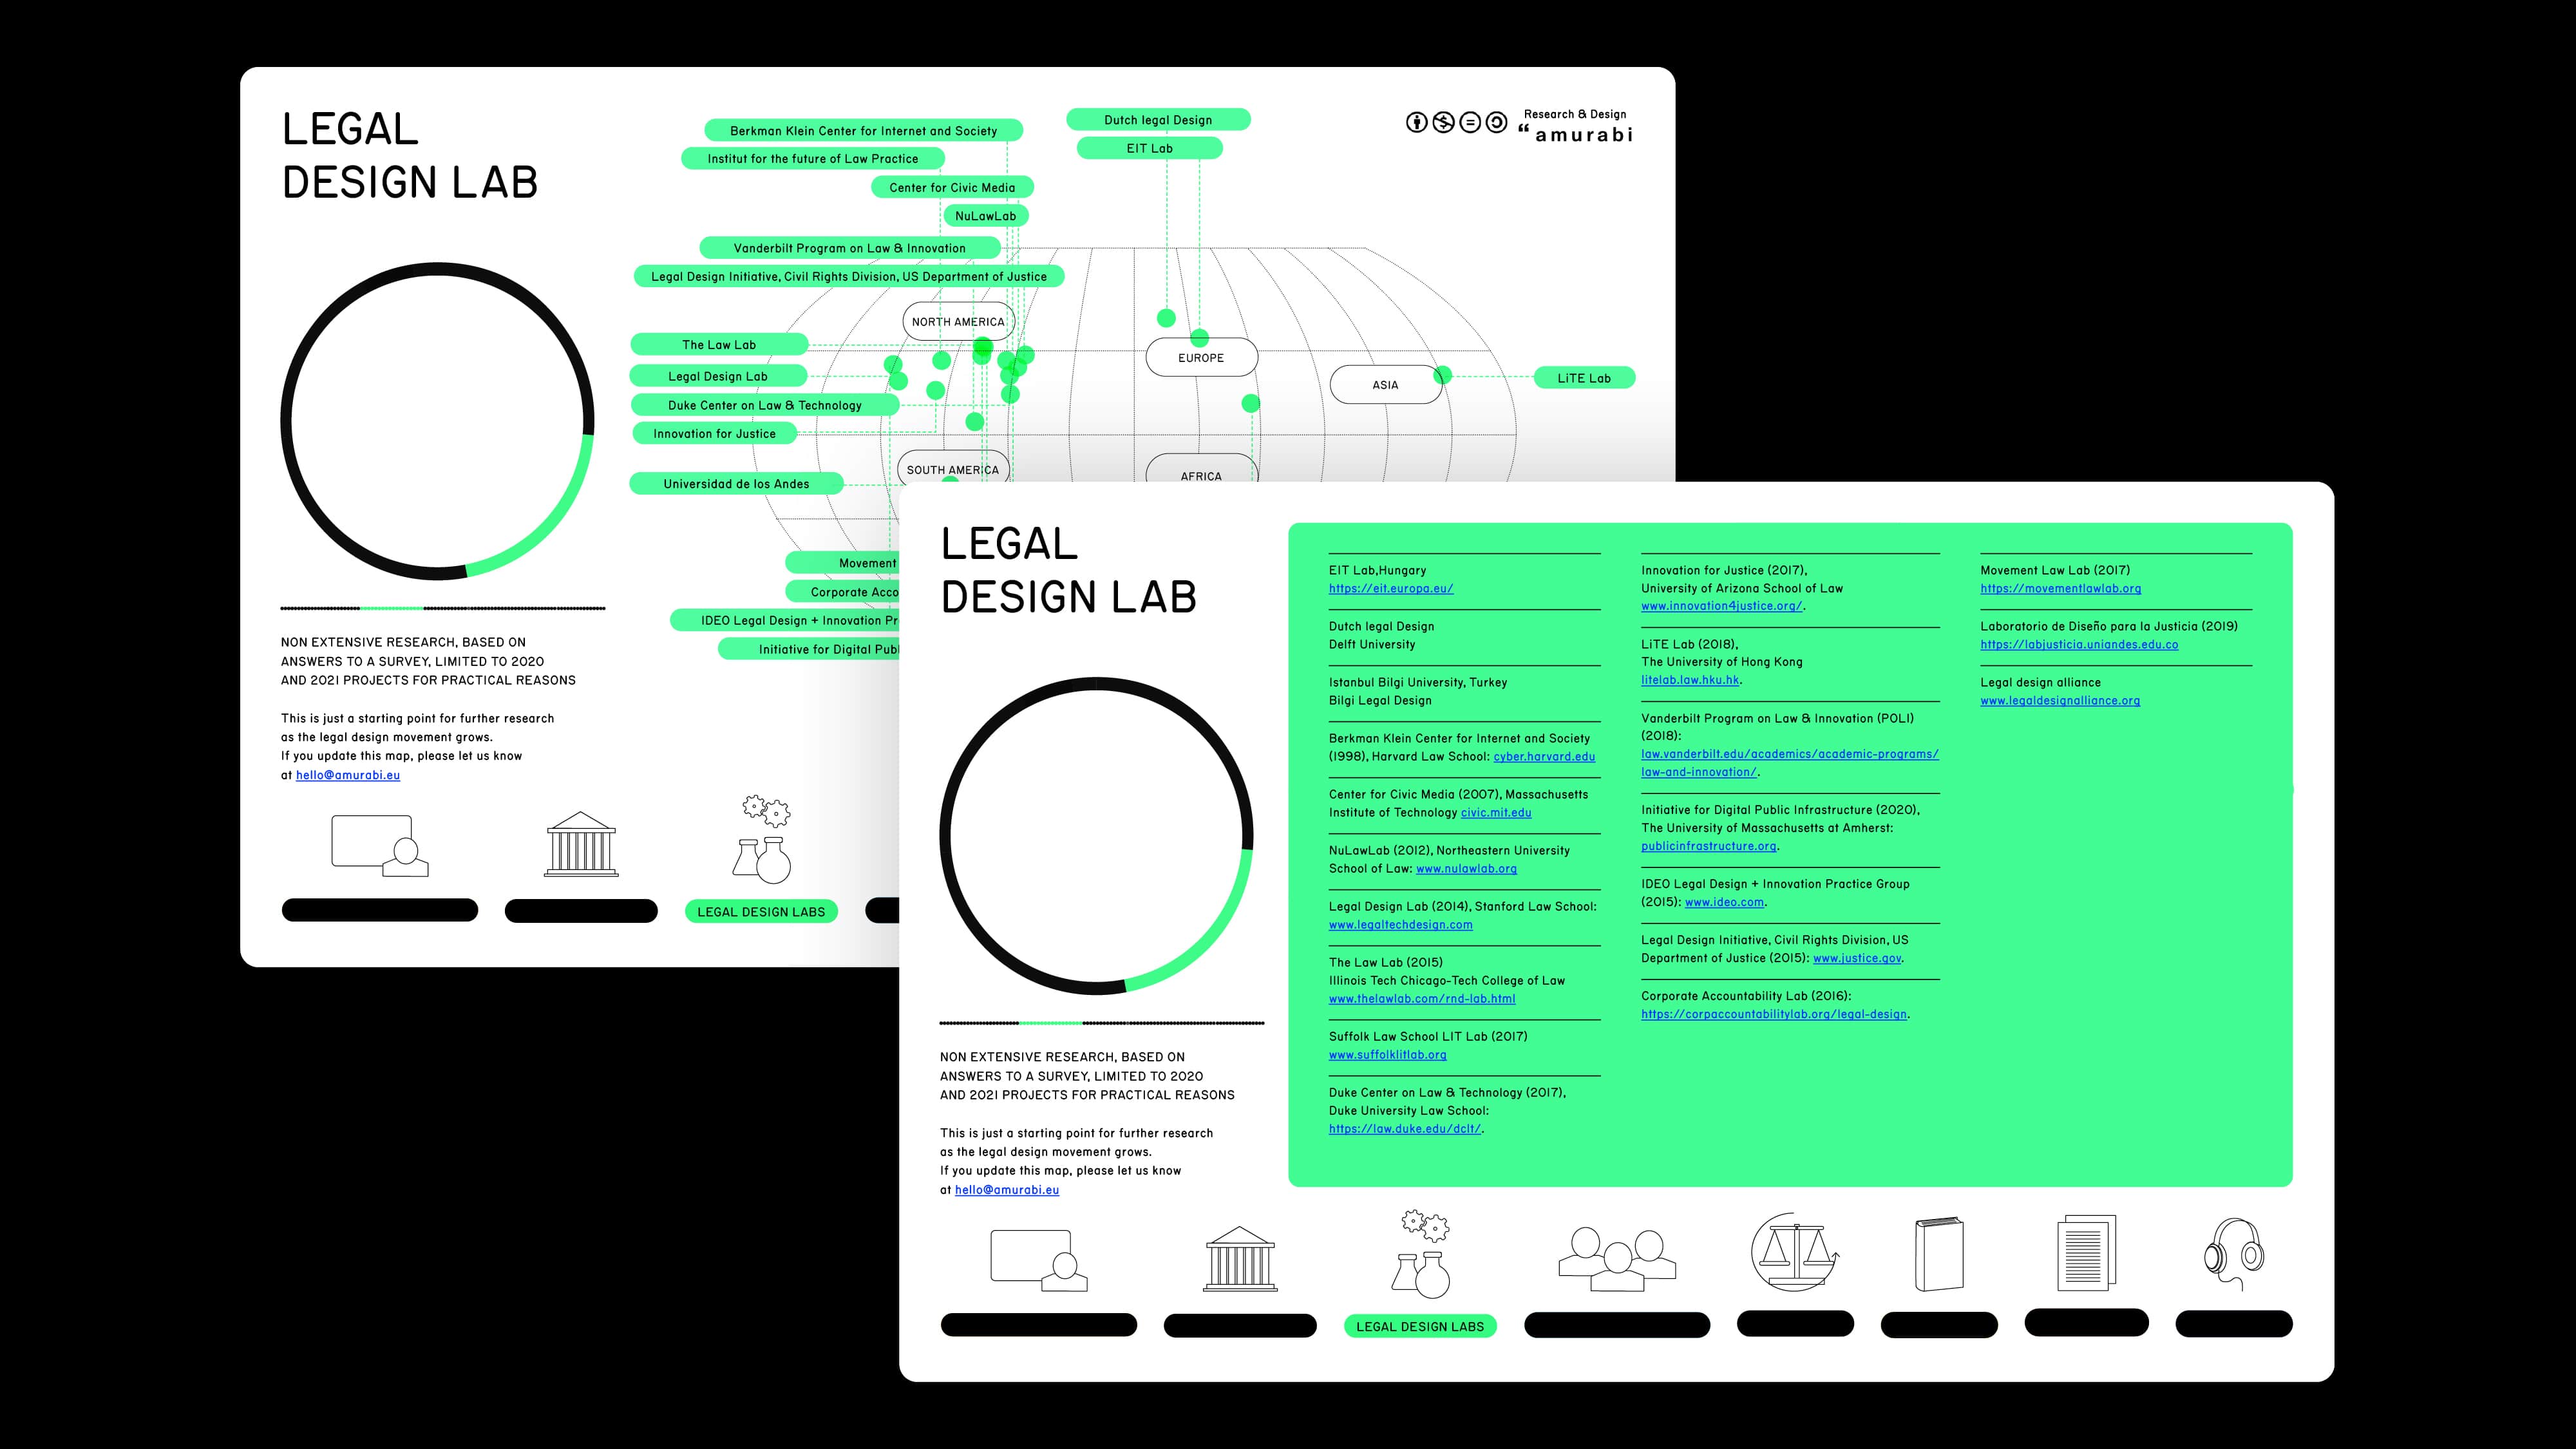 LEGAL
DESIGN LAB
Berkman Klein Center for Internet and Society
Institut for the future of Law Practice
Center for Civic Media
NuLawLab
Vanderbilt Program on Law & Innovation
Legal Design Initiative, Civil Rights Division, US Department of Justice
Dutch legal Design
EIT Lab
Research & Design
“amurabi
NORTH AMERICA
EUROPE
ASIA
SOUTH AMERICA
AFRICA
The Law Lab
Legal Design Lab
Duke Center on Law & Technology
Innovation for Justice
Universidad de los Andes
LiTE Lab
Movement
Corporate Acco
IDEO Legal Design + Innovation Pr
Initiative for Digital Publ
NON EXTENSIVE RESEARCH, BASED ON
ANSWERS TO A SURVEY, LIMITED TO 2020
AND 2021 PROJECTS FOR PRACTICAL REASONS
This is just a starting point for further research
as the legal design movement grows.
If you update this map, please let us know
at hello@amurabi.eu
LEGAL DESIGN LABS
LEGAL
DESIGN LAB
NON EXTENSIVE RESEARCH, BASED ON
ANSWERS TO A SURVEY, LIMITED TO 2020
AND 2021 PROJECTS FOR PRACTICAL REASONS
This is just a starting point for further research
as the legal design movement grows.
If you update this map, please let us know
at hello@amurabi.eu
EIT Lab,Hungary
https://eit.europa.eu/
Dutch legal Design
Delft University
Istanbul Bilgi University, Turkey
Bilgi Legal Design
Berkman Klein Center for Internet and Society
(1998), Harvard Law School: cyber.harvard.edu
Center for Civic Media (2007), Massachusetts
Institute of Technology civic.mit.edu
NuLawLab (2012), Northeastern University
School of Law: www.nulawlab.org
Legal Design Lab (2014), Stanford Law School:
www.legaltechdesign.com
The Law Lab (2015)
Illinois Tech Chicago-Tech College of Law
www.thelawlab.com/rnd-lab.html
Suffolk Law School LIT Lab (2017)
www.suffolklitlab.org
Duke Center on Law & Technology (2017),
Duke University Law School:
https://law.duke.edu/dclt/.
Innovation for Justice (2017),
University of Arizona School of Law
www.innovation4justice.org/.
LiTE Lab (2018),
The University of Hong Kong
litelab.law.hku.hk.
Vanderbilt Program on Law & Innovation (POLI)
(2018):
law.vanderbilt.edu/academics/academic-programs/
law-and-innovation/.
Initiative for Digital Public Infrastructure (2020),
The University of Massachusetts at Amherst:
publicinfrastructure.org.
IDEO Legal Design + Innovation Practice Group
(2015): www.ideo.com.
Legal Design Initiative, Civil Rights Division, US
Department of Justice (2015): www.justice.gov.
Corporate Accountability Lab (2016):
https://corpaccountabilitylab.org/legal-design.
Movement Law Lab (2017)
https://movementlawlab.org
Laboratorio de Diseño para la Justicia (2019)
https://labjusticia.uniandes.edu.co
Legal design alliance
www.legaldesignalliance.org
LEGAL DESIGN LABS